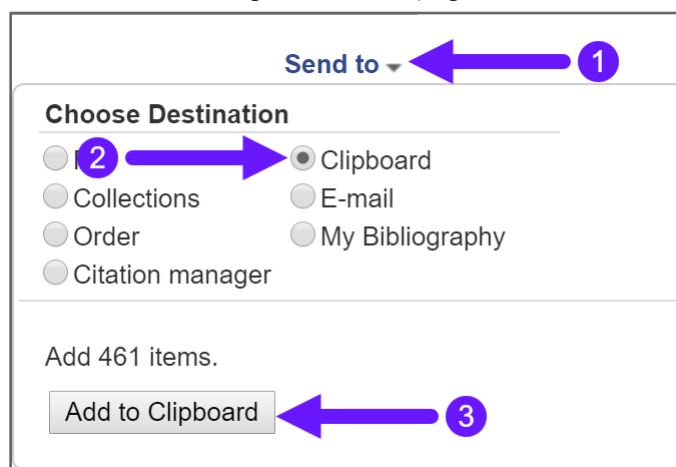 Send to
1
Choose Destination
2 Clipboard
Collections E-mail
Order My Bibliography
Citation manager
Add 461 items.
Add to Clipboard 3